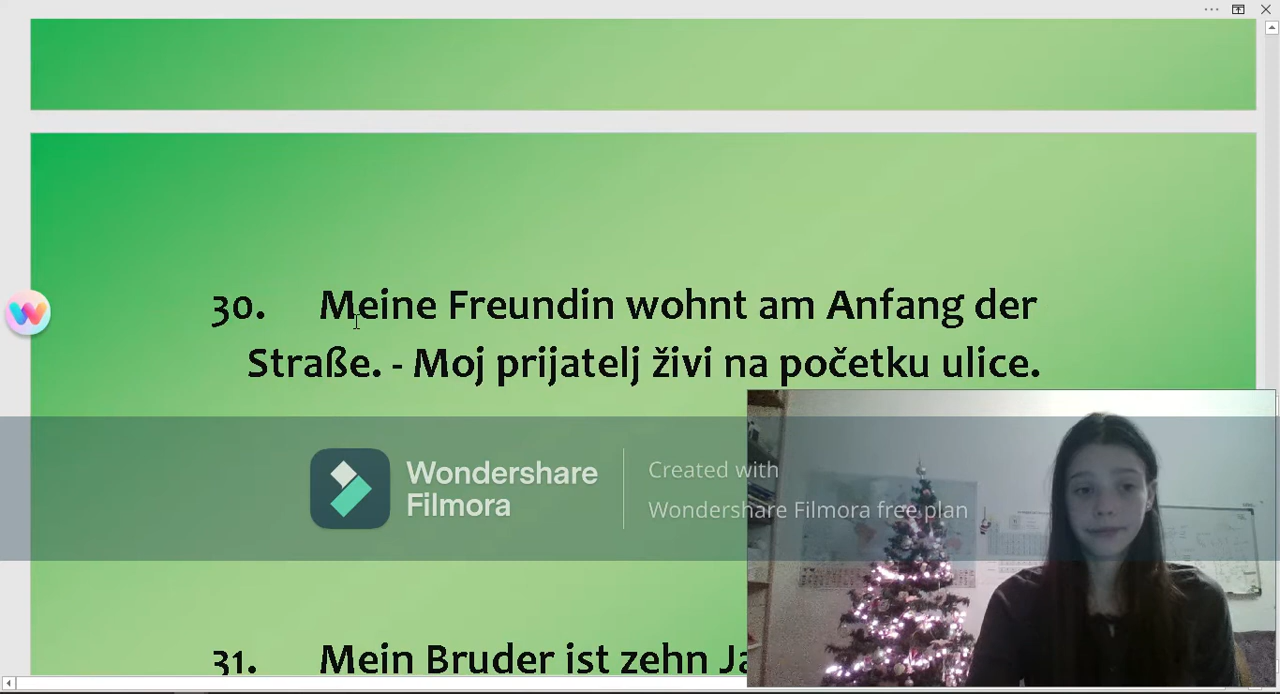 30. Meine Freundin wohnt am Anfang der
Straße. - Moj prijatelj živi na početku ulice.
Wondershare
Filmora
Created with
Wondershare Filmora free plan
31. Mein Bruder ist zehn